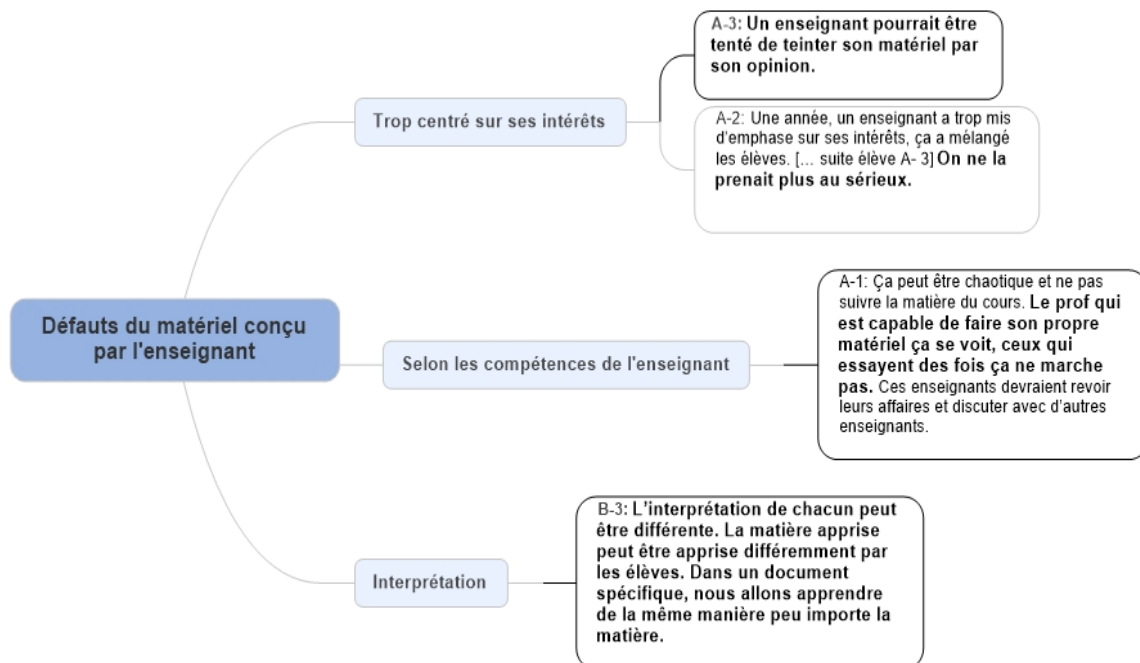 A-3: Un enseignant pourrait être
tenté de teinter son matériel par
son opinion.
Trop centré sur ses intérêts
A-2: Une année, un enseignant a trop mis
d'emphase sur ses intérêts, ça a mélangé
les élèves. [... suite élève A- 3] On ne la
prenait plus au sérieux.
Défauts du matériel conçu
par l'enseignant
Selon les compétences de l'enseignant
A-1: Ça peut être chaotique et ne pas
suivre la matière du cours. Le prof qui
est capable de faire son propre
matériel ça se voit, ceux qui
essayent des fois ça ne marche
pas. Ces enseignants devraient revoir
leurs affaires et discuter avec d'autres
enseignants.
Interprétation
B-3: L'interprétation de chacun peut
être différente. La matière apprise
peut être apprise différemment par
les élèves. Dans un document
spécifique, nous allons apprendre
de la même manière peu importe la
matière.